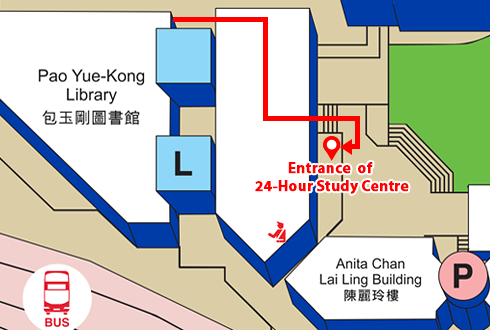 Pao Yue-Kong
Library
包玉剛圖書館
L
Entrance of
24-Hour Study Centre
Anita Chan
Lai Ling Building
陳麗玲樓
P
BUS